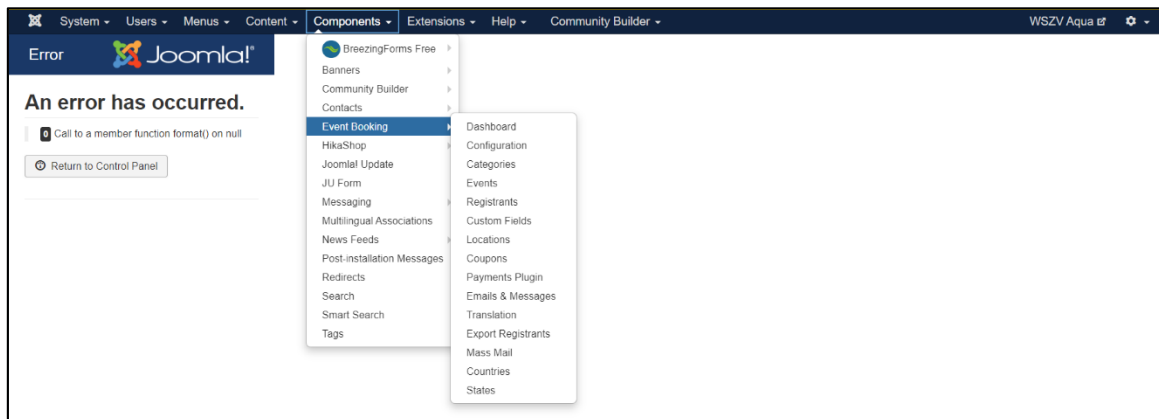 System Users Menus Content Components Extensions Help Community Builder WSZV Aqua
Error Joomla!®
An error has occurred.
0 Call to a member function format() on null
Return to Control Panel
BreezingForms Free
Banners
Community Builder
Contacts
Event Booking
HikaShop
Joomla! Update
JU Form
Messaging
Multilingual Associations
News Feeds
Post-installation Messages
Redirects
Search
Smart Search
Tags
Dashboard
Configuration
Categories
Events
Registrants
Custom Fields
Locations
Coupons
Payments Plugin
Emails & Messages
Translation
Export Registrants
Mass Mail
Countries
States